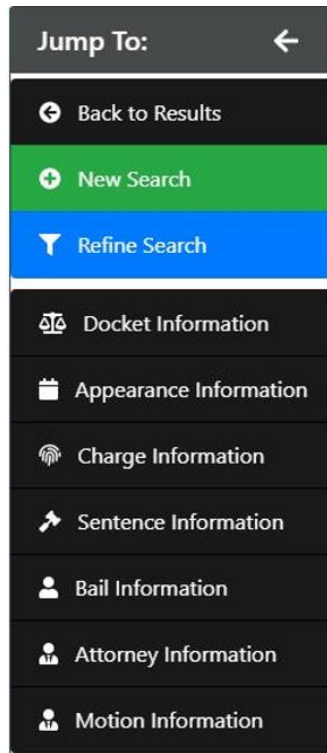 Jump To:
Back to Results
New Search
Refine Search
Docket Information
Appearance Information
Charge Information
Sentence Information
Bail Information
Attorney Information
Motion Information